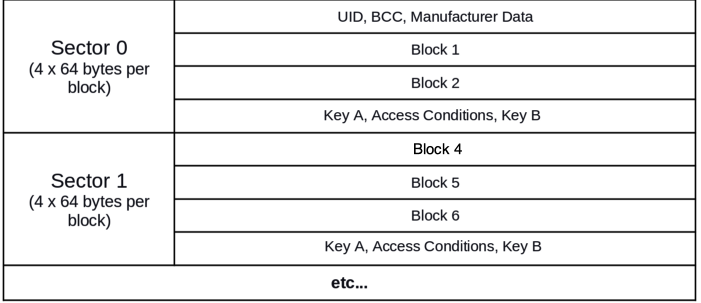 Sector 0
(4 x 64 bytes per
block)
UID, BCC, Manufacturer Data
Block 1
Block 2
Key A, Access Conditions, Key B
Sector 1
(4 x 64 bytes per
block)
Block 4
Block 5
Block 6
Key A, Access Conditions, Key B
etc...